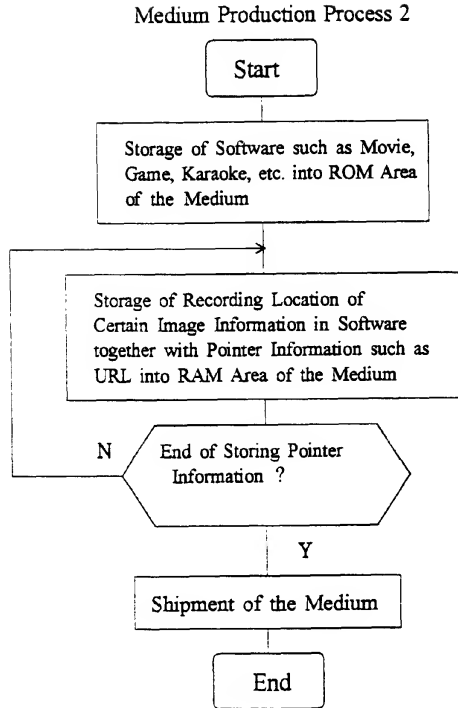 Medium Production Process 2
Start
Storage of Software such as Movie,
Game, Karaoke, etc. into ROM Area
of the Medium
Storage of Recording Location of
Certain Image Information in Software
together with Pointer Information such as
URL into RAM Area of the Medium
N
End of Storing Pointer
Information ?
Y
Shipment of the Medium
End